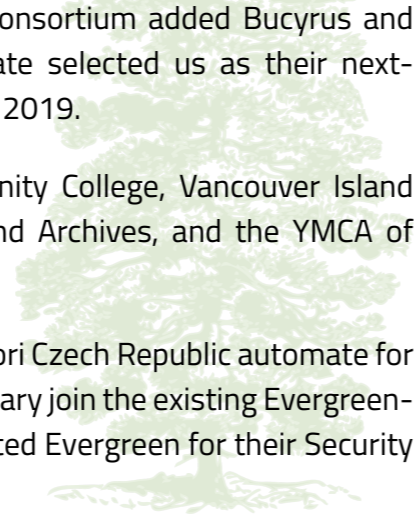 onsortium added Bucyrus and
ate selected us as their next-
2019.
nity College, Vancouver Island
nd Archives, and the YMCA of
ori Czech Republic automate for
ary join the existing Evergreen-
ted Evergreen for their Security